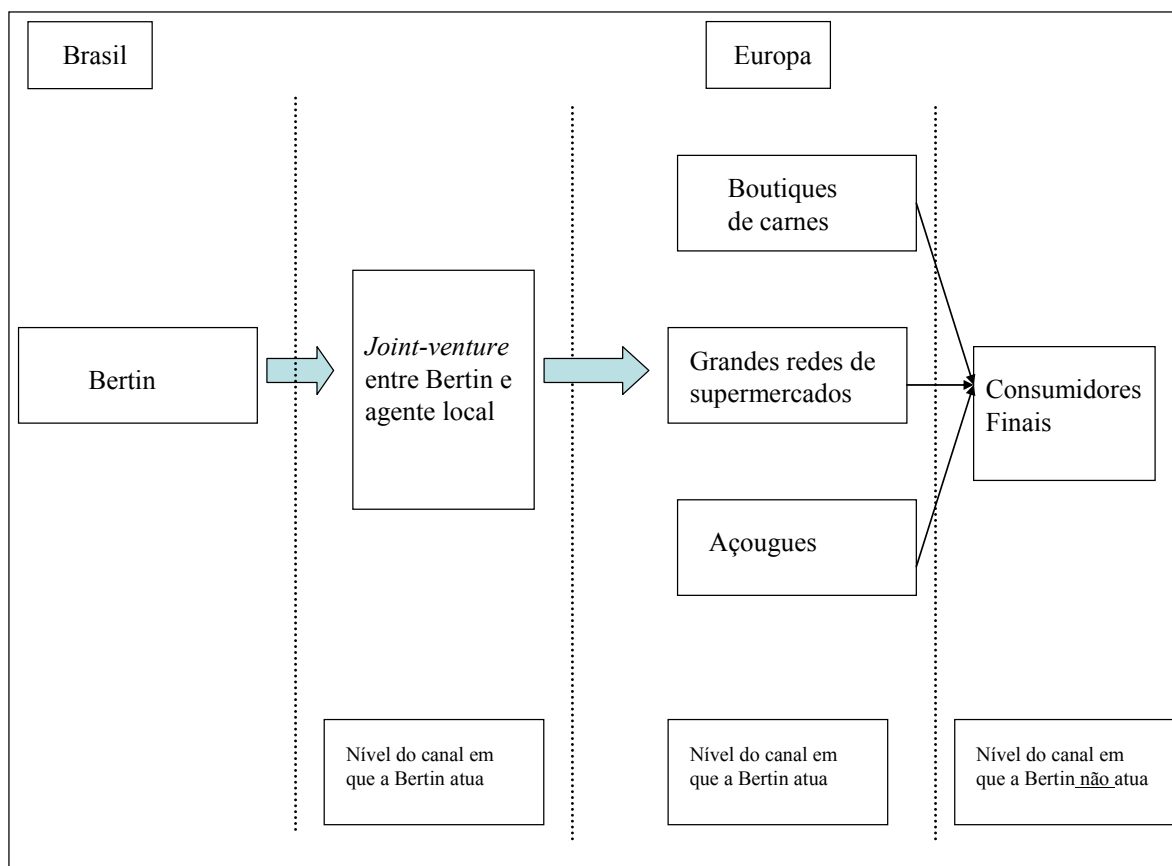 Brasil
Europa
Boutiques
de carnes
Bertin
Joint-venture
entre Bertin e
agente local
Grandes redes de
supermercados
Consumidores
Finais
Açougues
Nível do canal em
que a Bertin atua
Nível do canal em
que a Bertin atua
Nível do canal em
que a Bertin não atua